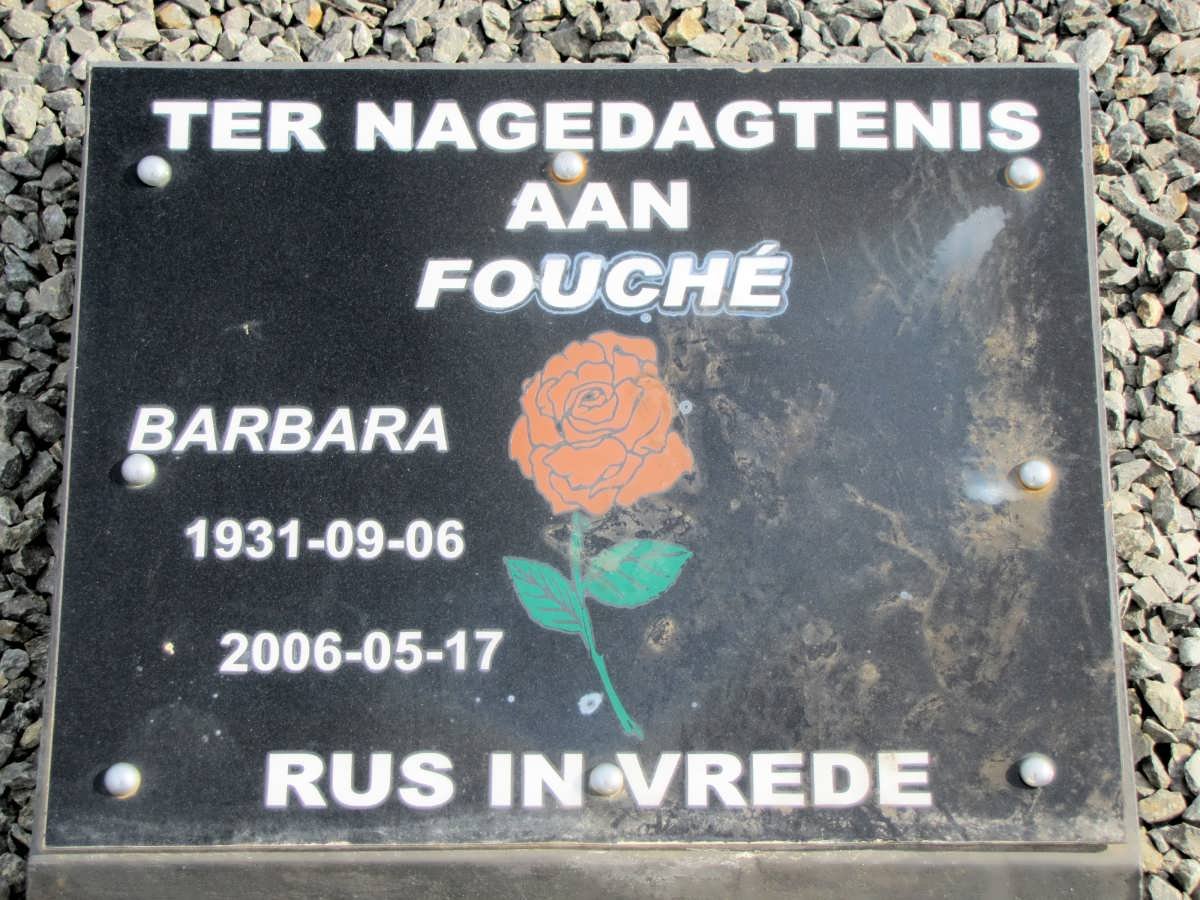 TER NAGEDAGTENIS
AAN
FOUCHÉ
BARBARA
1931-09-06
2006-05-17
RUS IN VREDE